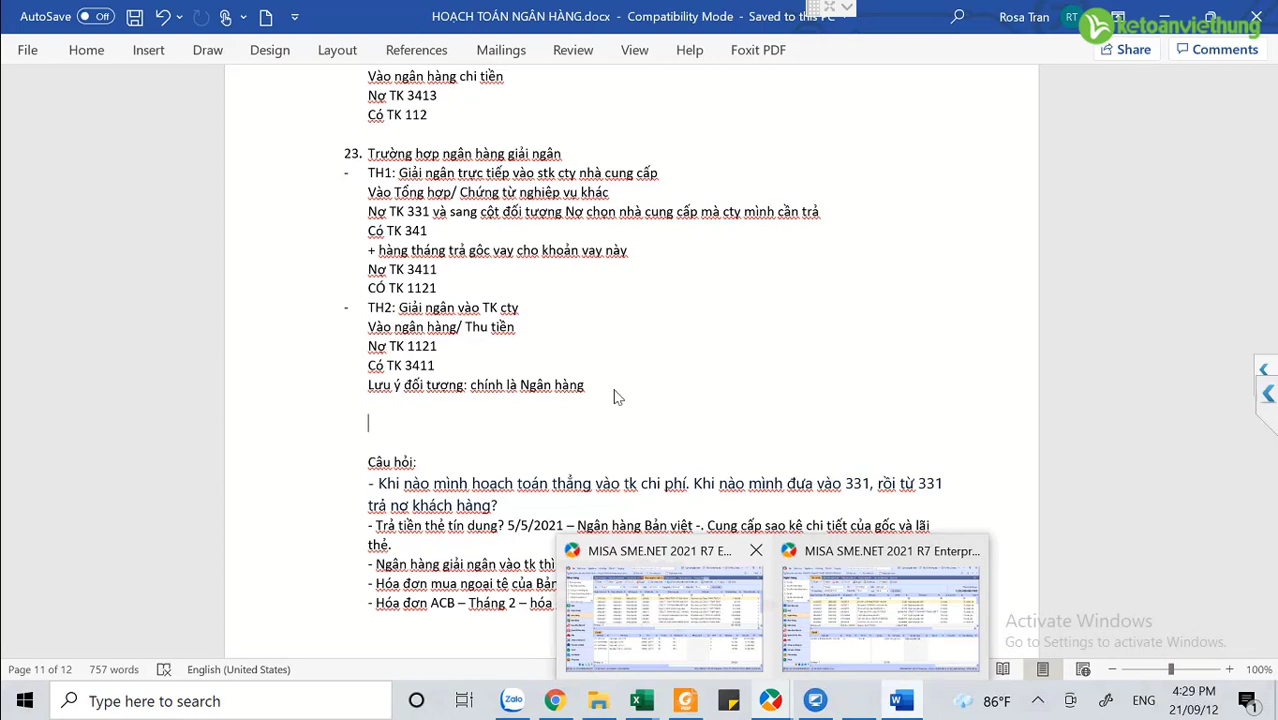 AutoSave Off HOẠCH TOÁN NGÂN HÀNG.docx - Compatibility Mode - Saved to this PC Rosa Tran RT
ketoanviethung
File Home Insert Draw Design Layout References Mailings Review View Help Foxit PDF Share Comments
Vào ngân hàng chi tiền
Nợ TK 3413
Có TK 112
23. Trường hợp ngân hàng giải ngân
- TH1: Giải ngân trực tiếp vào stk cty nhà cung cấp
Vào Tổng hợp/ Chứng từ nghiệp vụ khác
Nợ TK 331 và sang cột đối tượng Nợ chọn nhà cung cấp mà cty mình cần trả
Có TK 341
+ hàng tháng trả gôc vay cho khoản vay này
Nợ TK 3411
CÓ TK 1121
- TH2: Giải ngân vào TK cty
Vào ngân hàng/ Thu tiền
Nợ TK 1121
Có TK 3411
Lưu ý đối tượng: chính là Ngân hàng
Câu hỏi:
- Khi nào mình hoạch toán thẳng vào tk chi phí. Khi nào mình đưa vào 331, rồi từ 331
trả nợ khách hàng?
- Trả tiền thẻ tín dụng? 5/5/2021 – Ngân hàng Bản việt -. Cung cấp sao kê chi tiết của gốc và lãi
thẻ.
- Ngân hàng giải ngân vào tk thì
- Hóa đơn mua ngoại tệ của Bản
- Hóa đơn ACB – Tháng 2 – hóa
MISA SME.NET 2021 R7 E... MISA SME.NET 2021 R7 Enterpr...
Activate Windows
Go to Settings to activate Windows.
Page 11 of 12 157 words English (United States) 100%
Type here to search Zalo 86°F ENG 4:29 PM
21/09/12